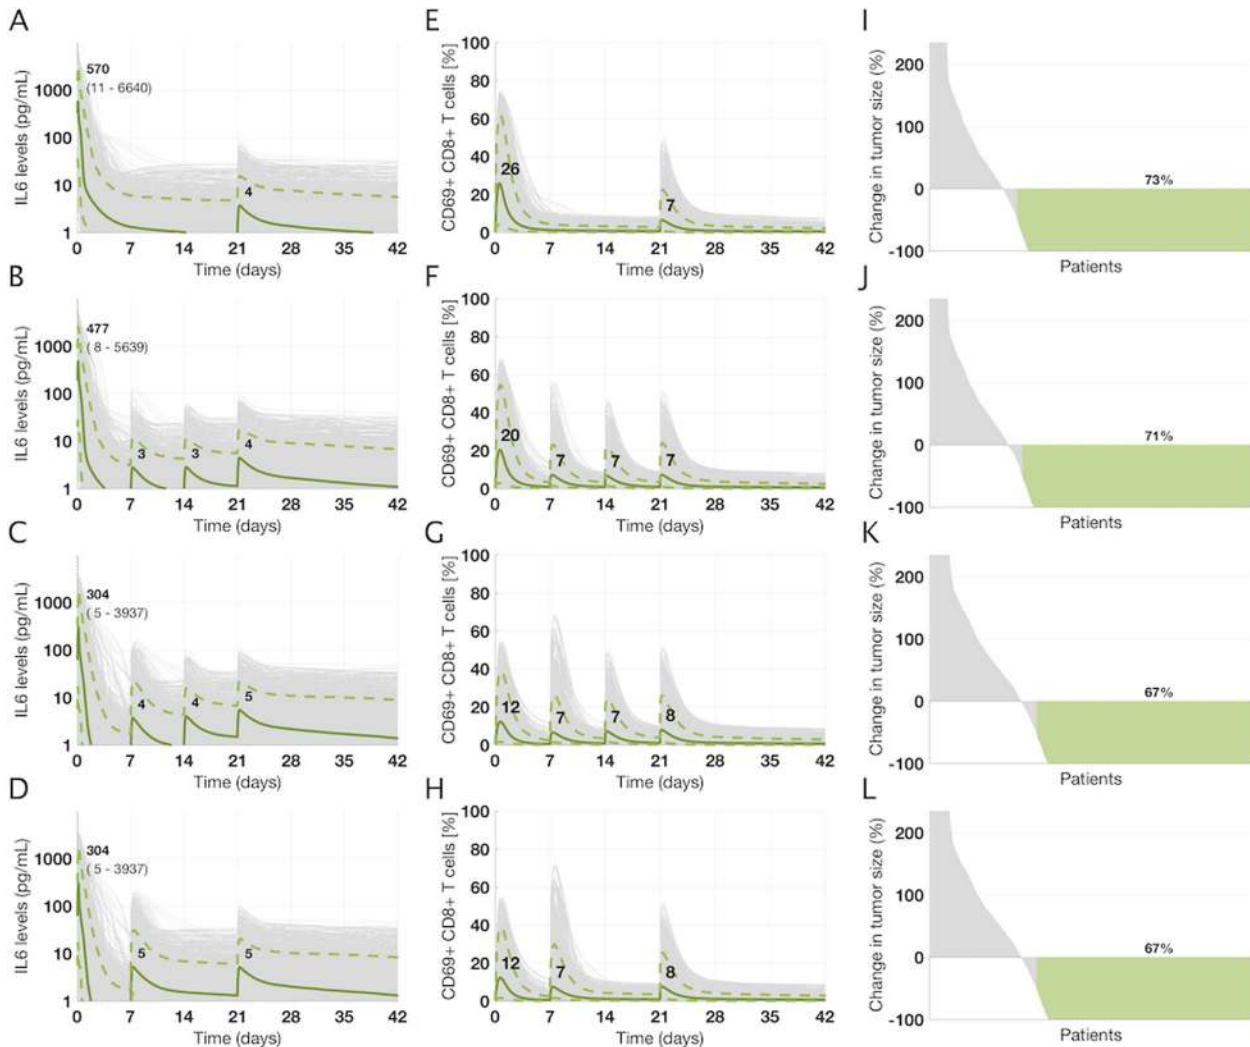 A
IL6 levels (pg/mL)
1000
100
10
1
570
(11 - 6640)
4
0 7 14 21 28 35 42
Time (days)
E
CD69+ CD8+ T cells [%]
100
80
60
40
20
0
26
7
0 7 14 21 28 35 42
Time (days)
I
Change in tumor size (%)
200
100
0
-100
73%
Patients
B
IL6 levels (pg/mL)
1000
100
10
1
477
( 8 - 5639)
3 3 4
0 7 14 21 28 35 42
Time (days)
F
CD69+ CD8+ T cells [%]
100
80
60
40
20
0
20
7 7 7
0 7 14 21 28 35 42
Time (days)
J
Change in tumor size (%)
200
100
0
-100
71%
Patients
C
IL6 levels (pg/mL)
1000
100
10
1
304
( 5 - 3937)
4 4 5
0 7 14 21 28 35 42
Time (days)
G
CD69+ CD8+ T cells [%]
100
80
60
40
20
0
12
7 7 8
0 7 14 21 28 35 42
Time (days)
K
Change in tumor size (%)
200
100
0
-100
67%
Patients
D
IL6 levels (pg/mL)
1000
100
10
1
304
( 5 - 3937)
5 5
0 7 14 21 28 35 42
Time (days)
H
CD69+ CD8+ T cells [%]
100
80
60
40
20
0
12
7 8
0 7 14 21 28 35 42
Time (days)
L
Change in tumor size (%)
200
100
0
-100
67%
Patients